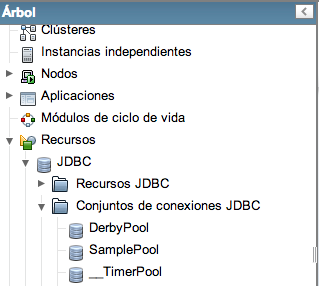 Árbol
Clústeres
Instancias independientes
Nodos
Aplicaciones
Módulos de ciclo de vida
Recursos
JDBC
Recursos JDBC
Conjuntos de conexiones JDBC
DerbyPool
SamplePool
__TimerPool